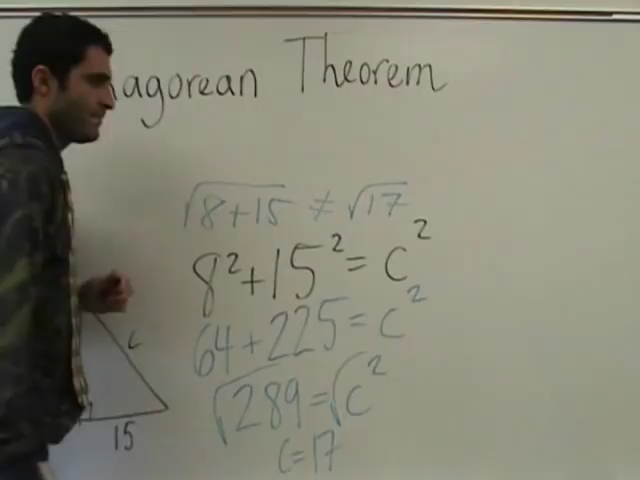 agorean Theorem
√8+15 ≠ √17
8² + 15² = c²
64 + 225 = c²
√289 = √c²
c = 17
c
15